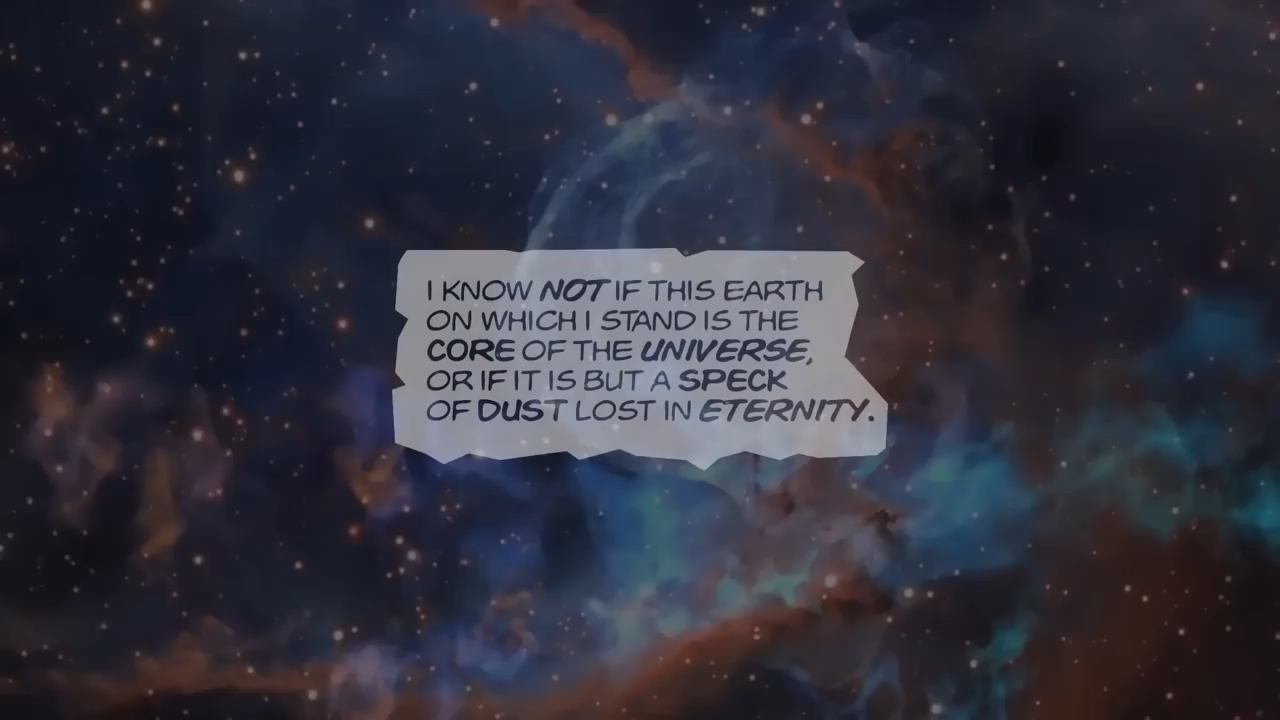 I KNOW NOT IF THIS EARTH
ON WHICH I STAND IS THE
CORE OF THE UNIVERSE,
OR IF IT IS BUT A SPECK
OF DUST LOST IN ETERNITY.